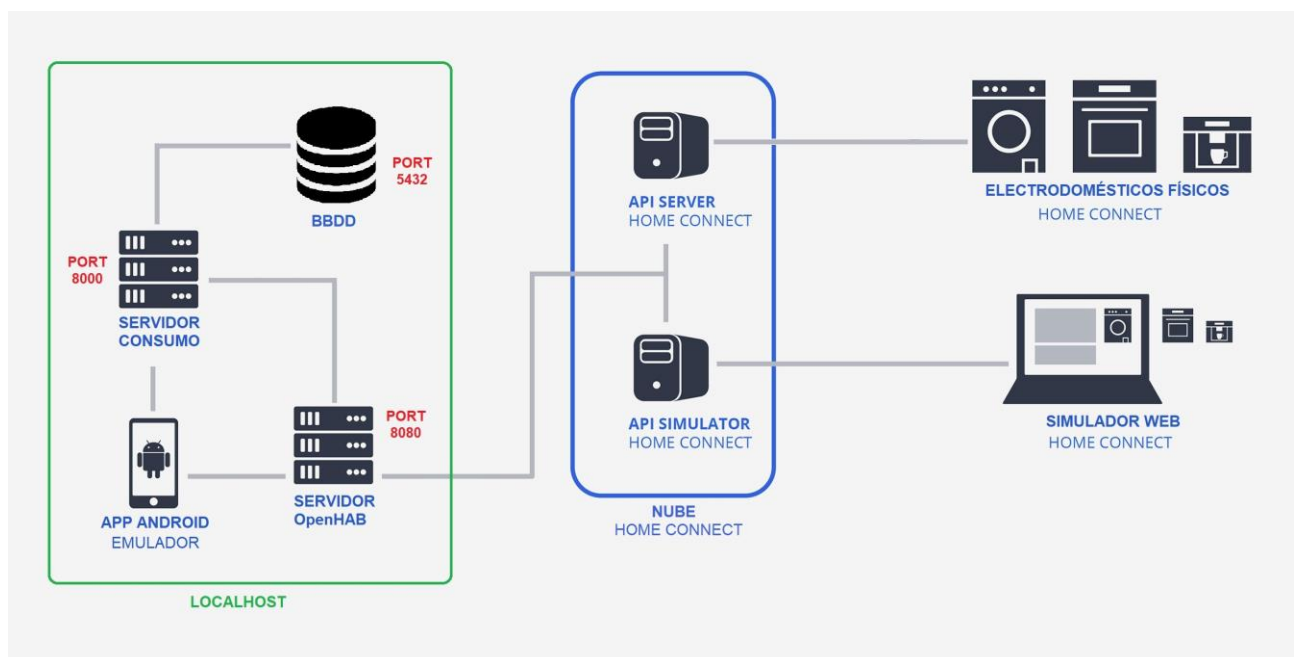 PORT
5432
BBDD
PORT
8000
SERVIDOR
CONSUMO
PORT
8080
SERVIDOR
OpenHAB
APP ANDROID
EMULADOR
LOCALHOST
API SERVER
HOME CONNECT
API SIMULATOR
HOME CONNECT
NUBE
HOME CONNECT
ELECTRODOMÉSTICOS FÍSICOS
HOME CONNECT
SIMULADOR WEB
HOME CONNECT